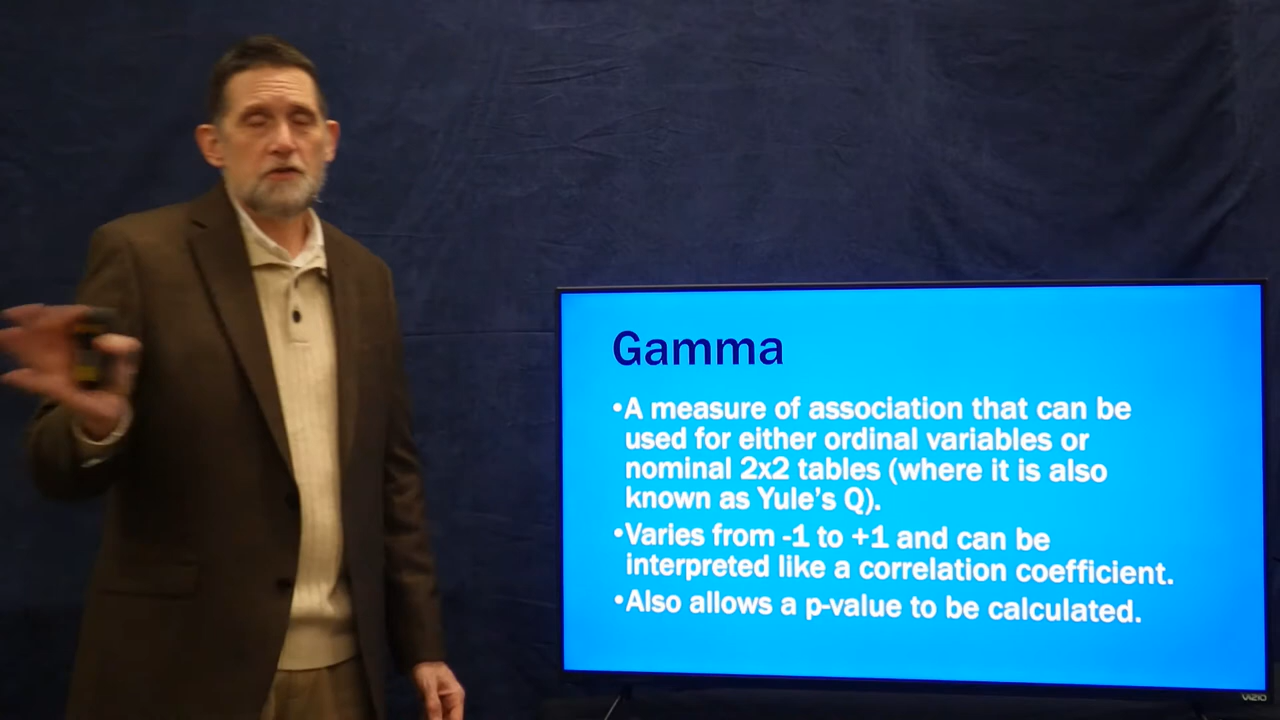 Gamma
•A measure of association that can be
used for either ordinal variables or
nominal 2x2 tables (where it is also
known as Yule's Q).
•Varies from -1 to +1 and can be
interpreted like a correlation coefficient.
•Also allows a p-value to be calculated.
VIZIO